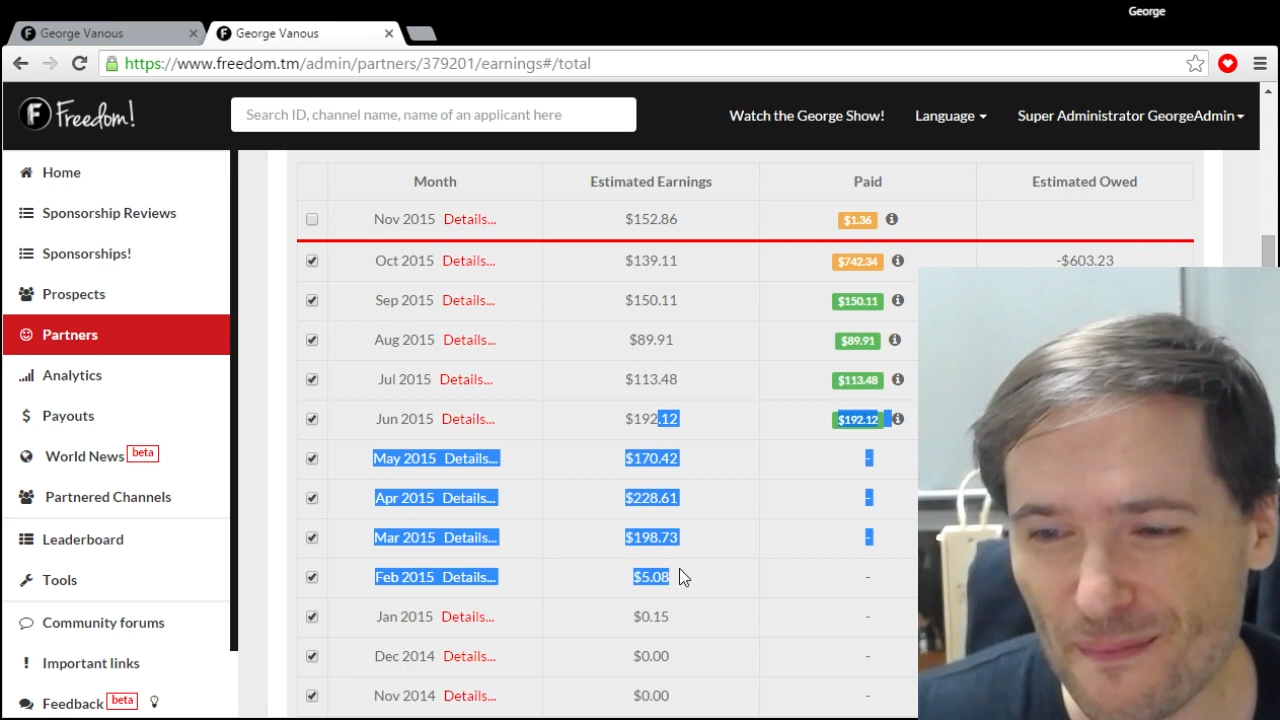 George
George Vanous
George Vanous
https://www.freedom.tm/admin/partners/379201/earnings#/total
F Freedom!
Search ID, channel name, name of an applicant here
Watch the George Show!
Language
Super Administrator GeorgeAdmin
Home
Sponsorship Reviews
Sponsorships!
Prospects
Partners
Analytics
$ Payouts
World News beta
Partnered Channels
Leaderboard
Tools
Community forums
! Important links
Feedback beta
Month Estimated Earnings Paid Estimated Owed
Nov 2015 Details... $152.86 $1.36
Oct 2015 Details... $139.11 $742.34 -$603.23
Sep 2015 Details... $150.11 $150.11
Aug 2015 Details... $89.91 $89.91
Jul 2015 Details... $113.48 $113.48
Jun 2015 Details... $192.12 $192.12
May 2015 Details... $170.42 -
Apr 2015 Details... $228.61 -
Mar 2015 Details... $198.73 -
Feb 2015 Details... $5.08 -
Jan 2015 Details... $0.15 -
Dec 2014 Details... $0.00 -
Nov 2014 Details... $0.00 -